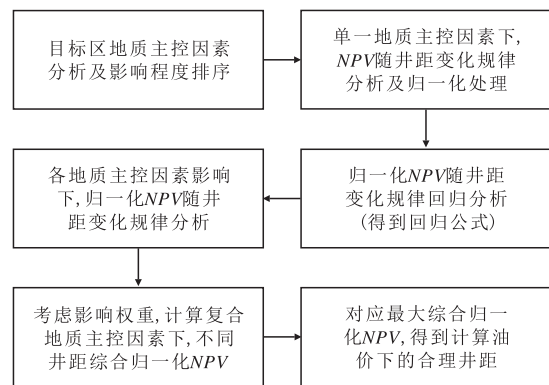 目标区地质主控因素
分析及影响程度排序
单一地质主控因素下,
NPV随井距变化规律
分析及归一化处理
归一化NPV随井距
变化规律回归分析
(得到回归公式)
各地质主控因素影响
下,归一化NPV随井
距变化规律分析
考虑影响权重,计算复合
地质主控因素下,不同
井距综合归一化NPV
对应最大综合归一
化NPV,得到计算油
价下的合理井距